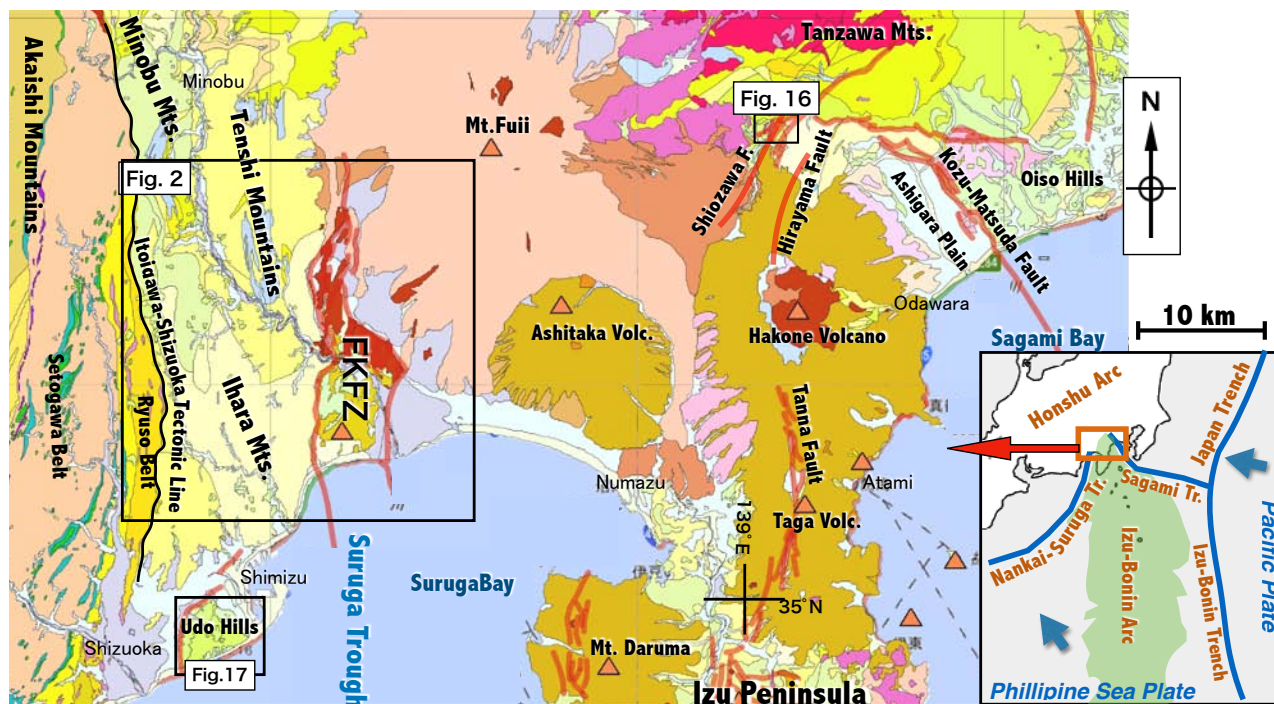 Akaishi Mountains
Minobu Mts.
Minobu
Tenshi Mountains
Fig. 2
Itoigawa-Shizuoka Tectonic Line
Setogawa Belt
Ryuso Belt
Ihara Mts.
FKFZ
Mt.Fuii
Ashitaka Volc.
Tanzawa Mts.
Fig. 16
Shiozawa F.
Hirayama Fault
Ashigara Plain
Kozu-Matsuda Fault
Oiso Hills
Odawara
Hakone Volcano
Sagami Bay
N
10 km
Numazu
Tanna Fault
Atami
Taga Volc.
139° E
35°N
Suruga Trough
SurugaBay
Shimizu
Udo Hills
Shizuoka
Fig.17
Mt. Daruma
Izu Peninsula
Honshu Arc
Japan Trench
Sagami Tr.
Nankai-Suruga Tr.
Izu-Bonin Arc
Izu-Bonin Trench
Pacific Plate
Phillipine Sea Plate